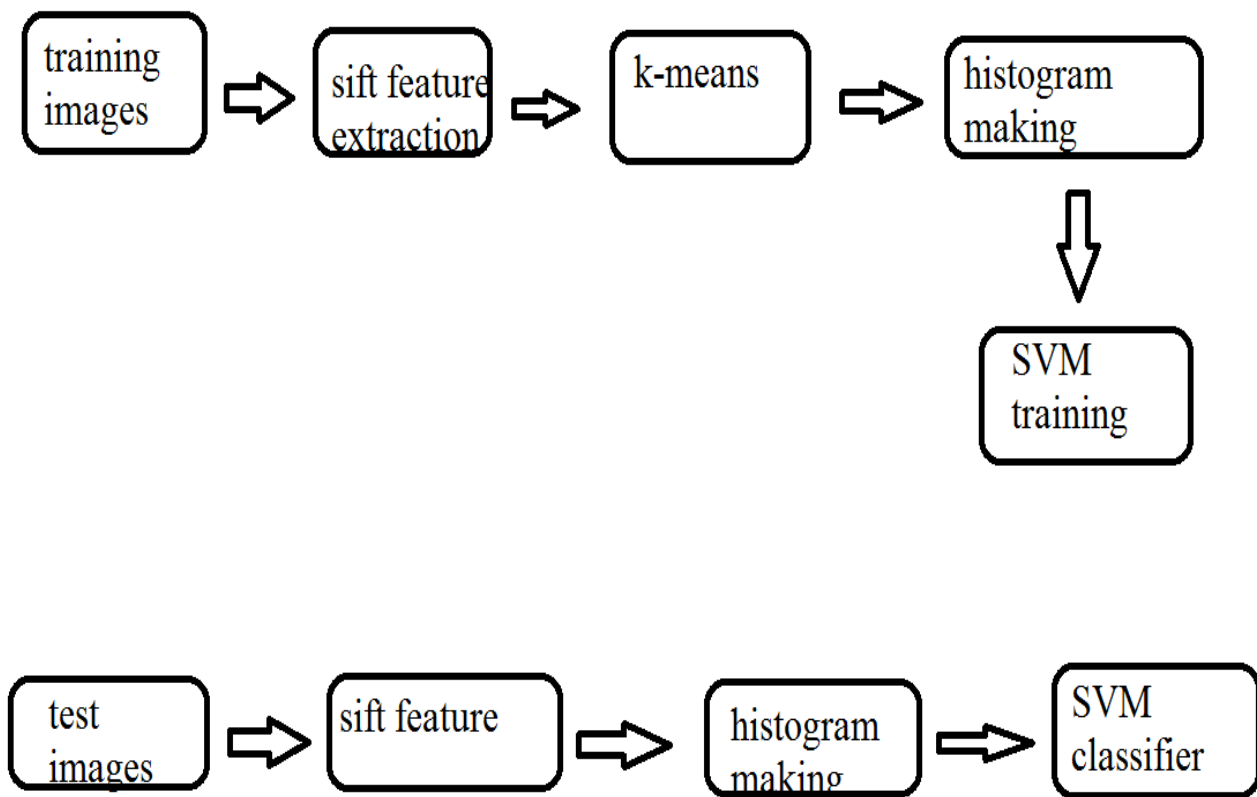 training
images
sift feature
extraction
k-means
histogram
making
SVM
training
test
images
sift feature
histogram
making
SVM
classifier